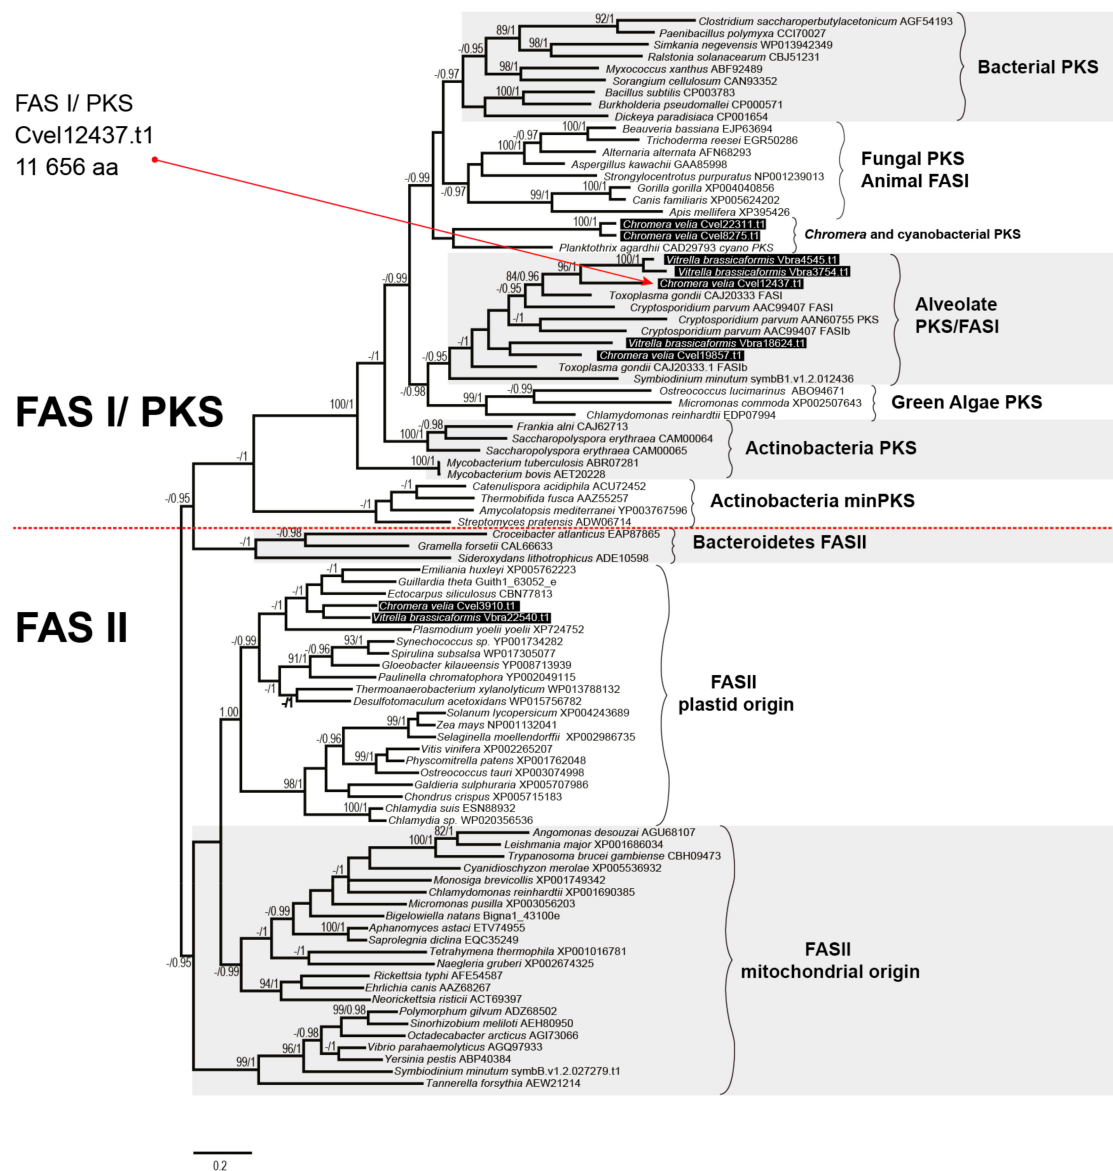 92/1
Clostridium saccharoperbutylacetonicum AGF54193
Paenibacillus polymyxa CCI70027
89/1
Simkania negevensis WP013942349
98/1
Ralstonia solanacearum CBJ51231
-/0.95
Myxococcus xanthus ABF92489
98/1
Sorangium cellulosum CAN93352
Bacterial PKS
-/0.97
Bacillus subtilis CP003783
100/1
Burkholderia pseudomallei CP000571
Dickeya paradisiaca CP001654
FAS I/ PKS
Cvel12437.t1
11 656 aa
Beauveria bassiana EJP63694
100/1
Trichoderma reesei EGR50286
-/0.97
Alternaria alternata AFN68293
Aspergillus kawachii GAA85998
Strongylocentrotus purpuratus NP001239013
-/0.99
-/0.97
Gorilla gorilla XP004040856
100/1
Canis familiaris XP005624202
99/1
Apis mellifera XP395426
Fungal PKS
Animal FASI
Chromera velia Cvel22311.t1
100/1
Chromera velia Cvel8275.t1
Planktothrix agardhii CAD29793 cyano PKS
Chromera and cyanobacterial PKS
-/0.99
Vitrella brassicaformis Vbra4545.t1
100/1
Vitrella brassicaformis Vbra3754.t1
96/1
Chromera velia Cvel12437.t1
84/0.96
Toxoplasma gondii CAJ20333 FASI
-/0.95
Cryptosporidium parvum AAC99407 FASI
Cryptosporidium parvum AAN60755 PKS
-/1
Cryptosporidium parvum AAC99407 FASIb
Vitrella brassicaformis Vbra18624.t1
-/1
Chromera velia Cvel19857.t1
-/0.95
Toxoplasma gondii CAJ20333.1 FASIb
Symbiodinium minutum symbB1.v1.2.012436
Alveolate
PKS/FASI
-/1
-/0.98
Ostreococcus lucimarinus ABO94671
-/0.99
Micromonas commoda XP002507643
99/1
Chlamydomonas reinhardtii EDP07994
Green Algae PKS
FAS I/ PKS
100/1
Frankia alni CAJ62713
-/0.98
Saccharopolyspora erythraea CAM00064
100/1
Saccharopolyspora erythraea CAM00065
Mycobacterium tuberculosis ABR07281
100/1
Mycobacterium bovis AET20228
Actinobacteria PKS
-/1
Catenulispora acidiphila ACU72452
-/1
Thermobifida fusca AAZ55257
Amycolatopsis mediterranei YP003767596
-/1
Streptomyces pratensis ADW06714
Actinobacteria minPKS
-/0.95
Croceibacter atlanticus EAP87865
-/0.98
Gramella forsetii CAL66633
-/1
Sideroxydans lithotrophicus ADE10598
Bacteroidetes FASII
FAS II
Emiliania huxleyi XP005762223
-/1
Guillardia theta Guith1_63052_e
Ectocarpus siliculosus CBN77813
-/1
Chromera velia Cvel3910.t1
-/1
Vitrella brassicaformis Vbra22540.t1
Plasmodium yoelii yoelii XP724752
-/0.99
Synechococcus sp. YP001734282
93/1
Spirulina subsalsa WP017305077
-/0.96
Gloeobacter kilaueensis YP008713939
91/1
Paulinella chromatophora YP002049115
-/1
Thermoanaerobacterium xylanolyticum WP013788132
-/1
Desulfotomaculum acetoxidans WP015756782
FASII
plastid origin
1.00
Solanum lycopersicum XP004243689
99/1
Zea mays NP001132041
Selaginella moellendorffii XP002986735
-/0.96
Vitis vinifera XP002265207
99/1
Physcomitrella patens XP001762048
Ostreococcus tauri XP003074998
98/1
Galdieria sulphuraria XP005707986
Chondrus crispus XP005715183
100/1
Chlamydia suis ESN88932
Chlamydia sp. WP020356536
82/1
Angomonas desouzai AGU68107
100/1
Leishmania major XP001686034
Trypanosoma brucei gambiense CBH09473
Cyanidioschyzon merolae XP005536932
-/1
Monosiga brevicollis XP001749342
Chlamydomonas reinhardtii XP001690385
Micromonas pusilla XP003056203
-/0.99
Bigelowiella natans Bigna1_43100e
Aphanomyces astaci ETV74955
100/1
Saprolegnia diclina EQC35249
-/1
Tetrahymena thermophila XP001016781
-/1
Naegleria gruberi XP002674325
-/0.95
-/0.99
Rickettsia typhi AFE54587
94/1
Ehrlichia canis AAZ68267
Neorickettsia risticii ACT69397
FASII
mitochondrial origin
Polymorphum gilvum ADZ68502
99/0.98
Sinorhizobium meliloti AEH80950
-/0.98
Octadecabacter arcticus AGI73066
Vibrio parahaemolyticus AGQ97933
96/1
-/1
Yersinia pestis ABP40384
99/1
Symbiodinium minutum symbB.v1.2.027279.t1
Tannerella forsythia AEW21214
0.2